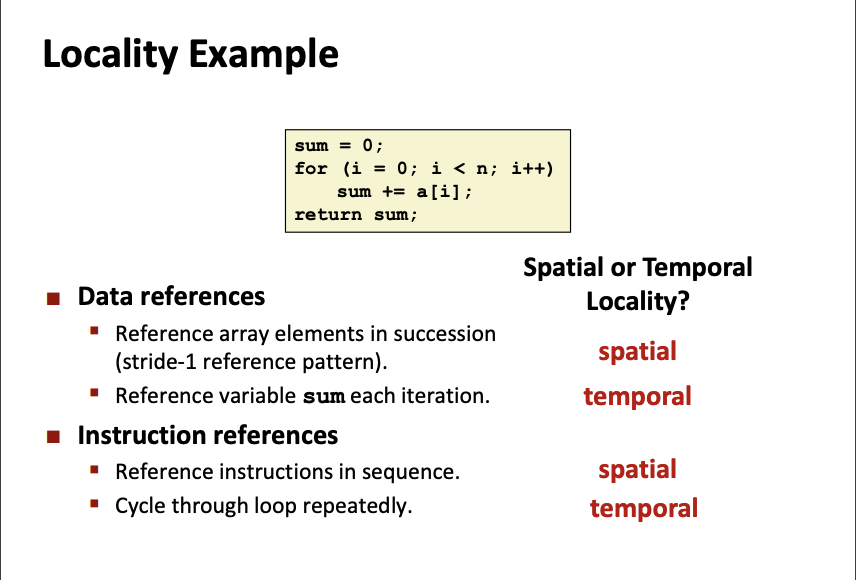 Locality Example
sum = 0;
for (i = 0; i < n; i++)
    sum += a[i];
return sum;
Spatial or Temporal
Locality?
■ Data references
▪ Reference array elements in succession
(stride-1 reference pattern).
spatial
▪ Reference variable sum each iteration.
temporal
■ Instruction references
▪ Reference instructions in sequence.
spatial
▪ Cycle through loop repeatedly.
temporal